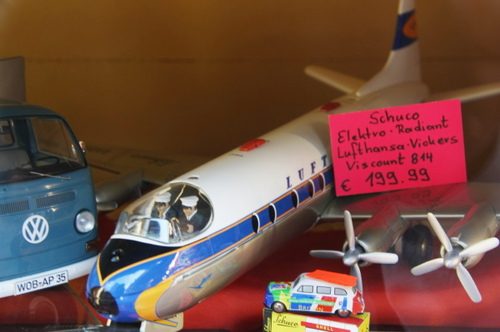 Schuco
Elektro-Radiant
Lufthansa-Vickers
Viscount 814
€ 199.99
LUFT
WOB-AP 35
Schuco